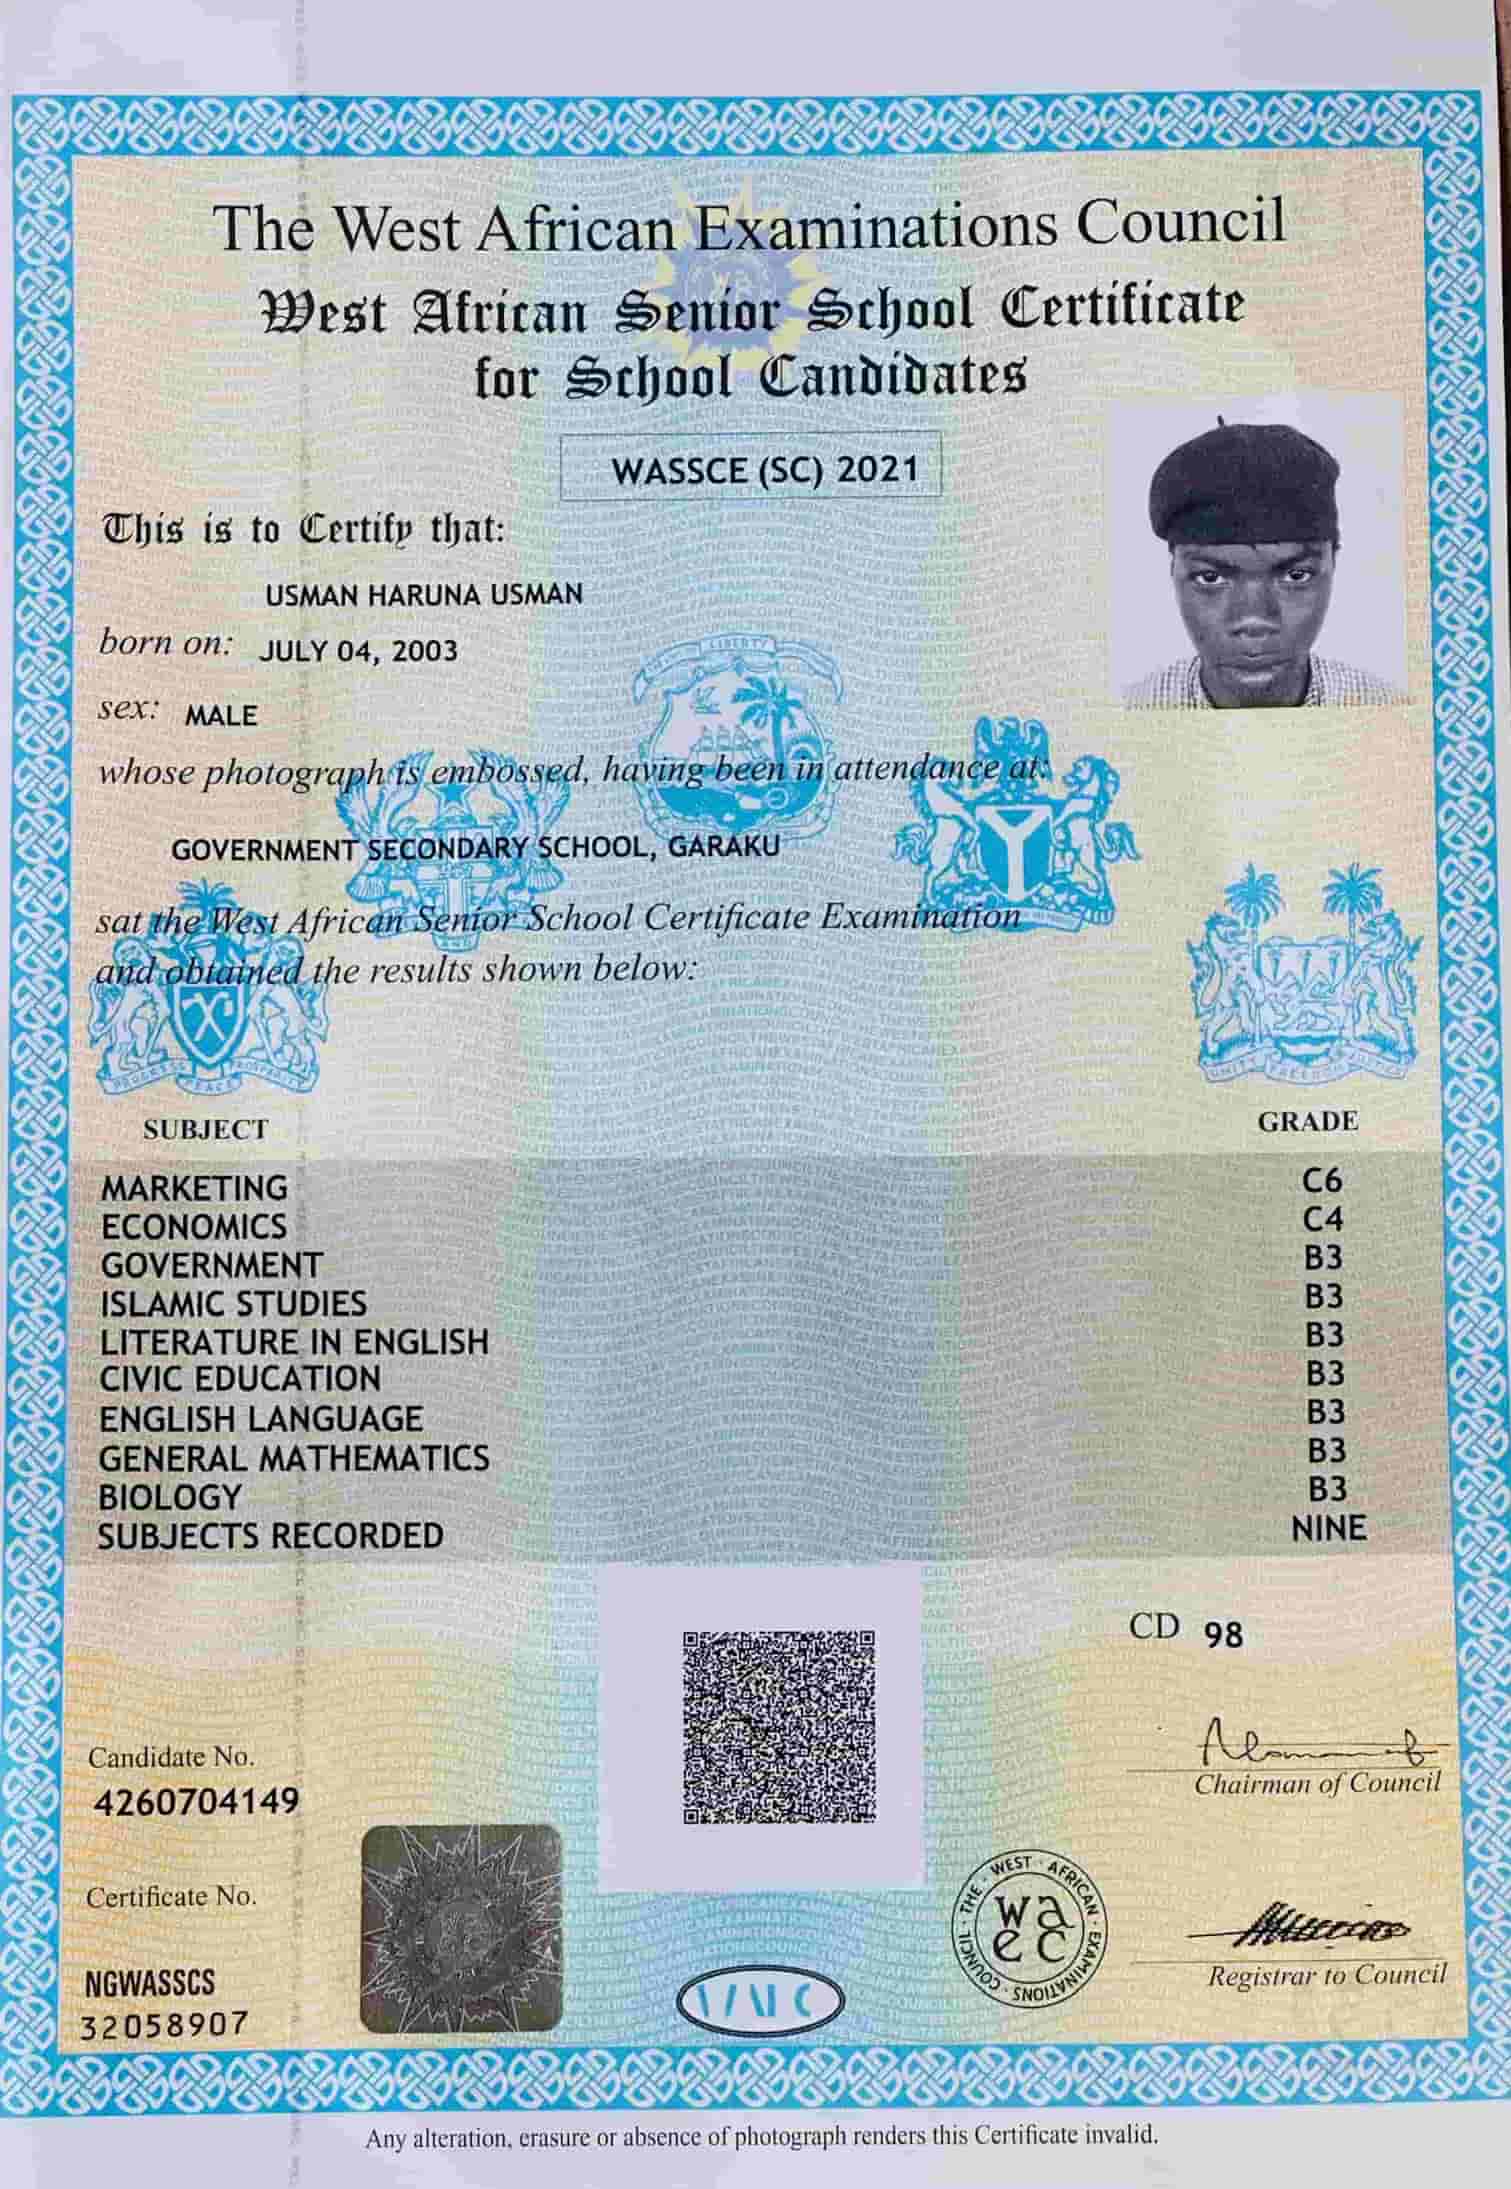 The West African Examinations Council
West African Senior School Certificate
for School Candidates
WASSCE (SC) 2021
This is to Certify that:
USMAN HARUNA USMAN
born on: JULY 04, 2003
sex: MALE
whose photograph is embossed, having been in attendance at:
LIBERTY
GOVERNMENT SECONDARY SCHOOL, GARAKU
sat the West African Senior School Certificate Examination
and obtained the results shown below:
SUBJECT GRADE
MARKETING C6
ECONOMICS C4
GOVERNMENT B3
ISLAMIC STUDIES B3
LITERATURE IN ENGLISH B3
CIVIC EDUCATION B3
ENGLISH LANGUAGE B3
GENERAL MATHEMATICS B3
BIOLOGY B3
SUBJECTS RECORDED NINE
CD 98
Candidate No.
4260704149
Chairman of Council
Certificate No.
NGWASSCS
32058907
THE · WEST · AFRICAN · EXAMINATIONS · COUNCIL
wa
ec
Registrar to Council
Any alteration, erasure or absence of photograph renders this Certificate invalid.